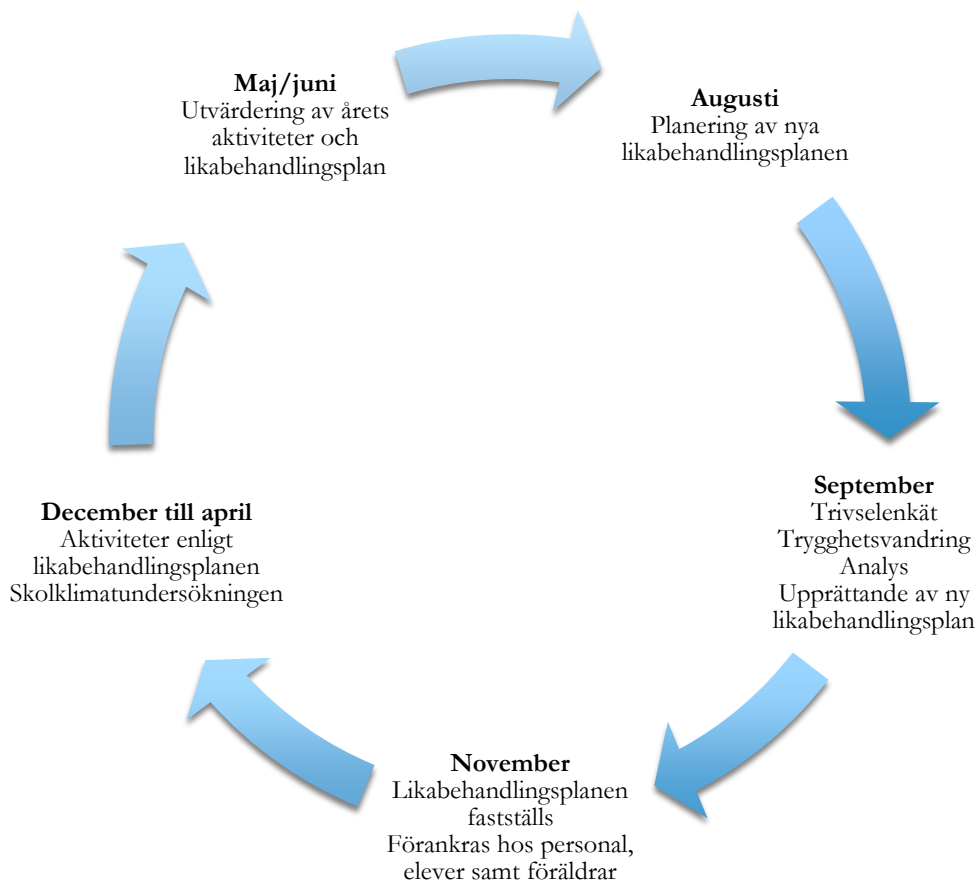 Maj/juni
Utvärdering av årets
aktiviteter och
likabehandlingsplan
Augusti
Planering av nya
likabehandlingsplanen
September
Trivselenkät
Trygghetsvandring
Analys
Upprättande av ny
likabehandlingsplan
November
Likabehandlingsplanen
fastställs
Förankras hos personal,
elever samt föräldrar
December till april
Aktiviteter enligt
likabehandlingsplanen
Skolklimatundersökningen